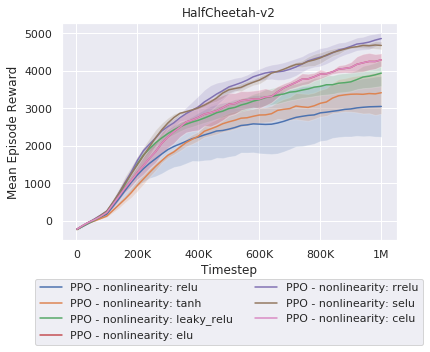 HalfCheetah-v2
5000
4000
3000
2000
1000
0
Mean Episode Reward
0 200K 400K 600K 800K 1M
Timestep
PPO - nonlinearity: relu
PPO - nonlinearity: tanh
PPO - nonlinearity: leaky_relu
PPO - nonlinearity: elu
PPO - nonlinearity: rrelu
PPO - nonlinearity: selu
PPO - nonlinearity: celu